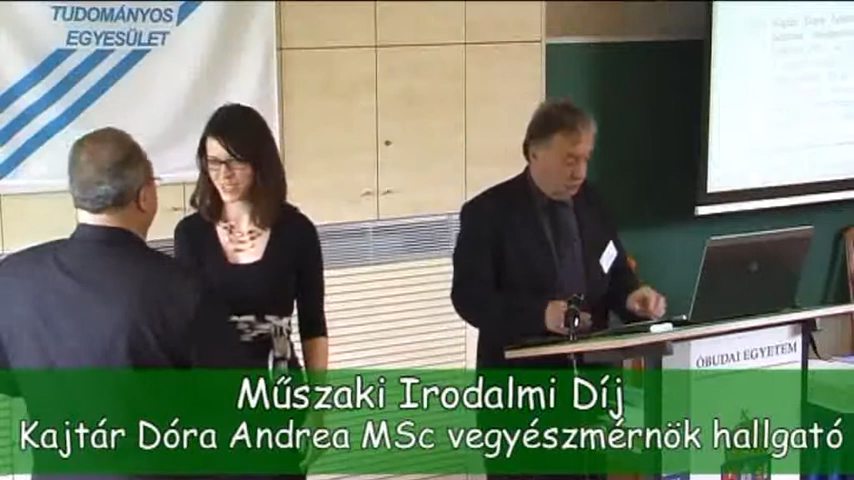 TUDOMÁNYOS
EGYESÜLET
ÓBUDAI EGYETEM
Műszaki Irodalmi Díj
Kajtár Dóra Andrea MSc vegyészmérnök hallgató